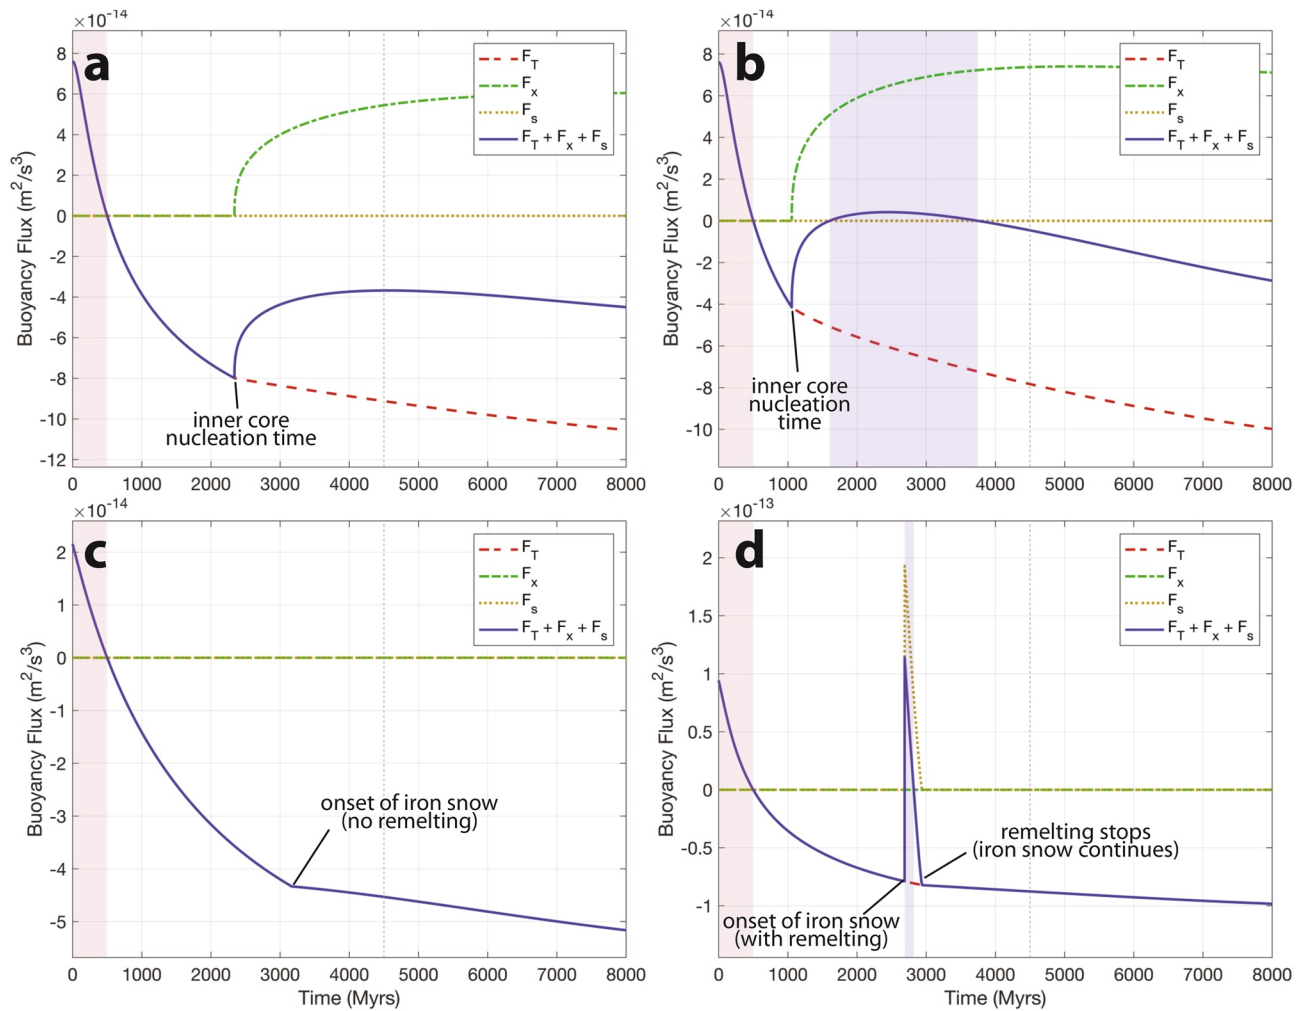 ×10⁻¹⁴
a
8
6
4
2
0
-2
-4
-6
-8
-10
-12
Buoyancy Flux (m²/s³)
F_T
F_x
F_s
F_T + F_x + F_s
inner core
nucleation time
0 1000 2000 3000 4000 5000 6000 7000 8000
×10⁻¹⁴
b
8
6
4
2
0
-2
-4
-6
-8
-10
Buoyancy Flux (m²/s³)
F_T
F_x
F_s
F_T + F_x + F_s
inner core
nucleation
time
0 1000 2000 3000 4000 5000 6000 7000 8000
×10⁻¹⁴
c
2
1
0
-1
-2
-3
-4
-5
Buoyancy Flux (m²/s³)
F_T
F_x
F_s
F_T + F_x + F_s
onset of iron snow
(no remelting)
0 1000 2000 3000 4000 5000 6000 7000 8000
Time (Myrs)
×10⁻¹³
d
2
1.5
1
0.5
0
-0.5
-1
Buoyancy Flux (m²/s³)
F_T
F_x
F_s
F_T + F_x + F_s
remelting stops
(iron snow continues)
onset of iron snow
(with remelting)
0 1000 2000 3000 4000 5000 6000 7000 8000
Time (Myrs)